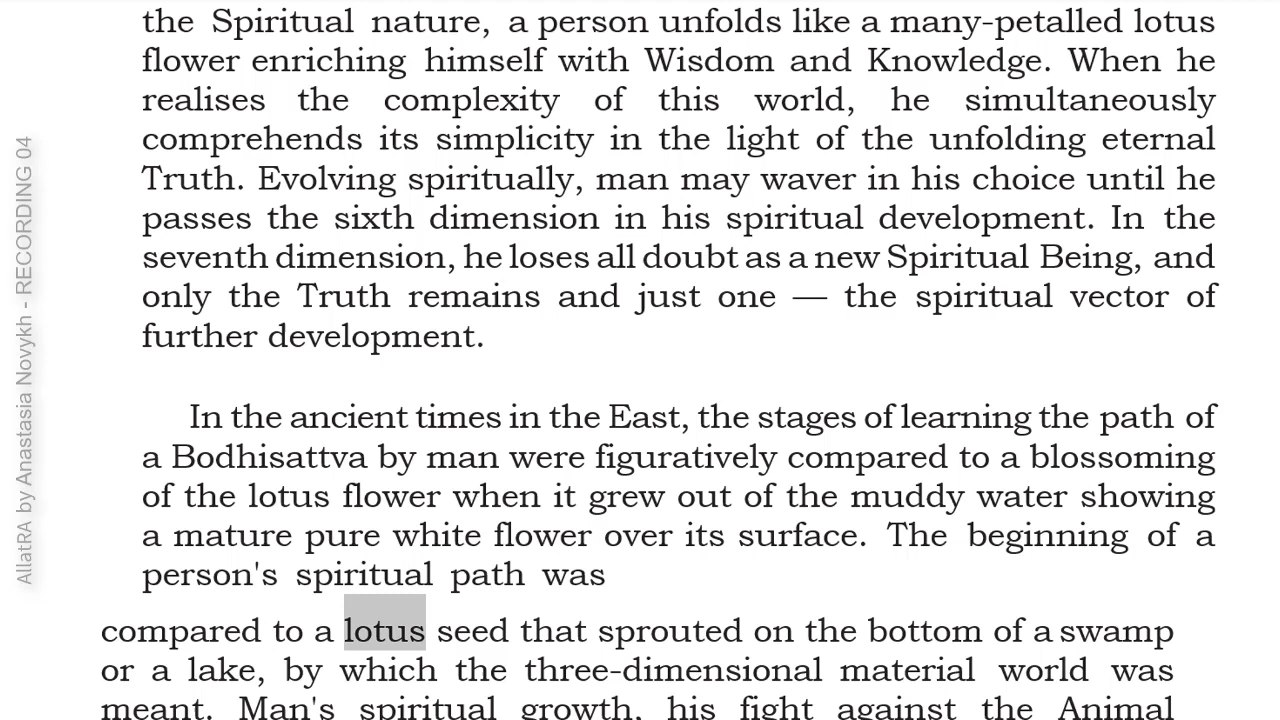 the Spiritual nature, a person unfolds like a many-petalled lotus
flower enriching himself with Wisdom and Knowledge. When he
realises the complexity of this world, he simultaneously
comprehends its simplicity in the light of the unfolding eternal
Truth. Evolving spiritually, man may waver in his choice until he
passes the sixth dimension in his spiritual development. In the
seventh dimension, he loses all doubt as a new Spiritual Being, and
only the Truth remains and just one — the spiritual vector of
further development.
In the ancient times in the East, the stages of learning the path of
a Bodhisattva by man were figuratively compared to a blossoming
of the lotus flower when it grew out of the muddy water showing
a mature pure white flower over its surface. The beginning of a
person's spiritual path was
compared to a lotus seed that sprouted on the bottom of a swamp
or a lake, by which the three-dimensional material world was
meant. Man's spiritual growth, his fight against the Animal
AllatRA by Anastasia Novykh - RECORDING 04